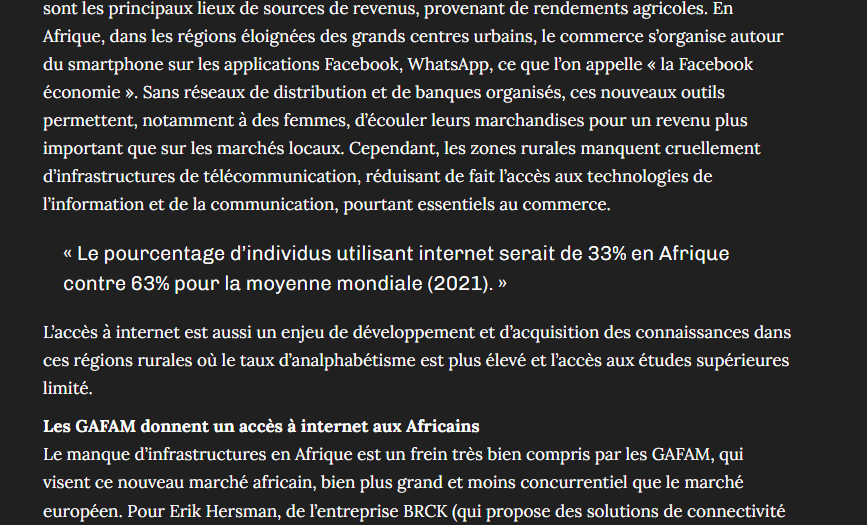 sont les principaux lieux de sources de revenus, provenant de rendements agricoles. En
Afrique, dans les régions éloignées des grands centres urbains, le commerce s’organise autour
du smartphone sur les applications Facebook, WhatsApp, ce que l’on appelle « la Facebook
économie ». Sans réseaux de distribution et de banques organisés, ces nouveaux outils
permettent, notamment à des femmes, d’écouler leurs marchandises pour un revenu plus
important que sur les marchés locaux. Cependant, les zones rurales manquent cruellement
d’infrastructures de télécommunication, réduisant de fait l’accès aux technologies de
l’information et de la communication, pourtant essentiels au commerce.
« Le pourcentage d’individus utilisant internet serait de 33% en Afrique
contre 63% pour la moyenne mondiale (2021). »
L’accès à internet est aussi un enjeu de développement et d’acquisition des connaissances dans
ces régions rurales où le taux d’analphabétisme est plus élevé et l’accès aux études supérieures
limité.
Les GAFAM donnent un accès à internet aux Africains
Le manque d’infrastructures en Afrique est un frein très bien compris par les GAFAM, qui
visent ce nouveau marché africain, bien plus grand et moins concurrentiel que le marché
européen. Pour Erik Hersman, de l’entreprise BRCK (qui propose des solutions de connectivité